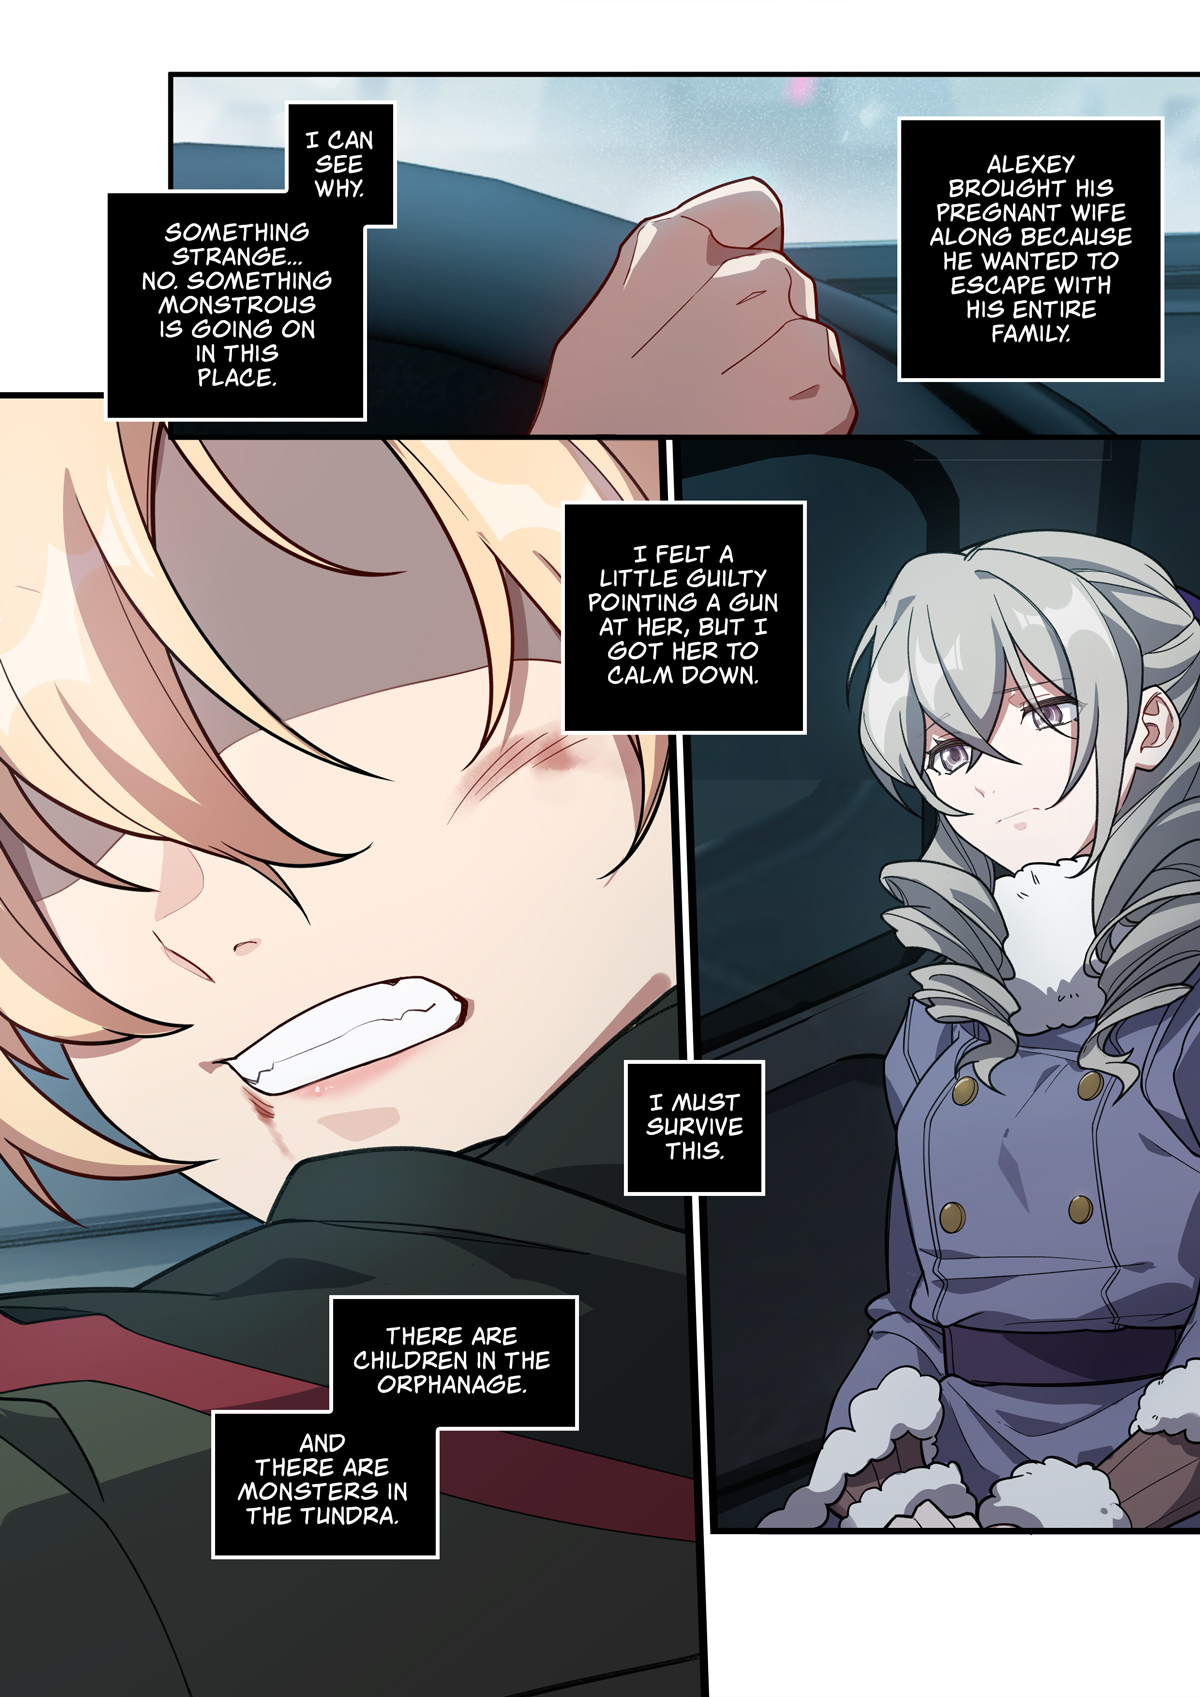 ALEXEY
BROUGHT HIS
PREGNANT WIFE
ALONG BECAUSE
HE WANTED TO
ESCAPE WITH
HIS ENTIRE
FAMILY.
I CAN
SEE
WHY.
SOMETHING
STRANGE...
NO. SOMETHING
MONSTROUS
IS GOING ON
IN THIS
PLACE.
I FELT A
LITTLE GUILTY
POINTING A GUN
AT HER, BUT I
GOT HER TO
CALM DOWN.
I MUST
SURVIVE
THIS.
THERE ARE
CHILDREN IN THE
ORPHANAGE.
AND
THERE ARE
MONSTERS IN
THE TUNDRA.